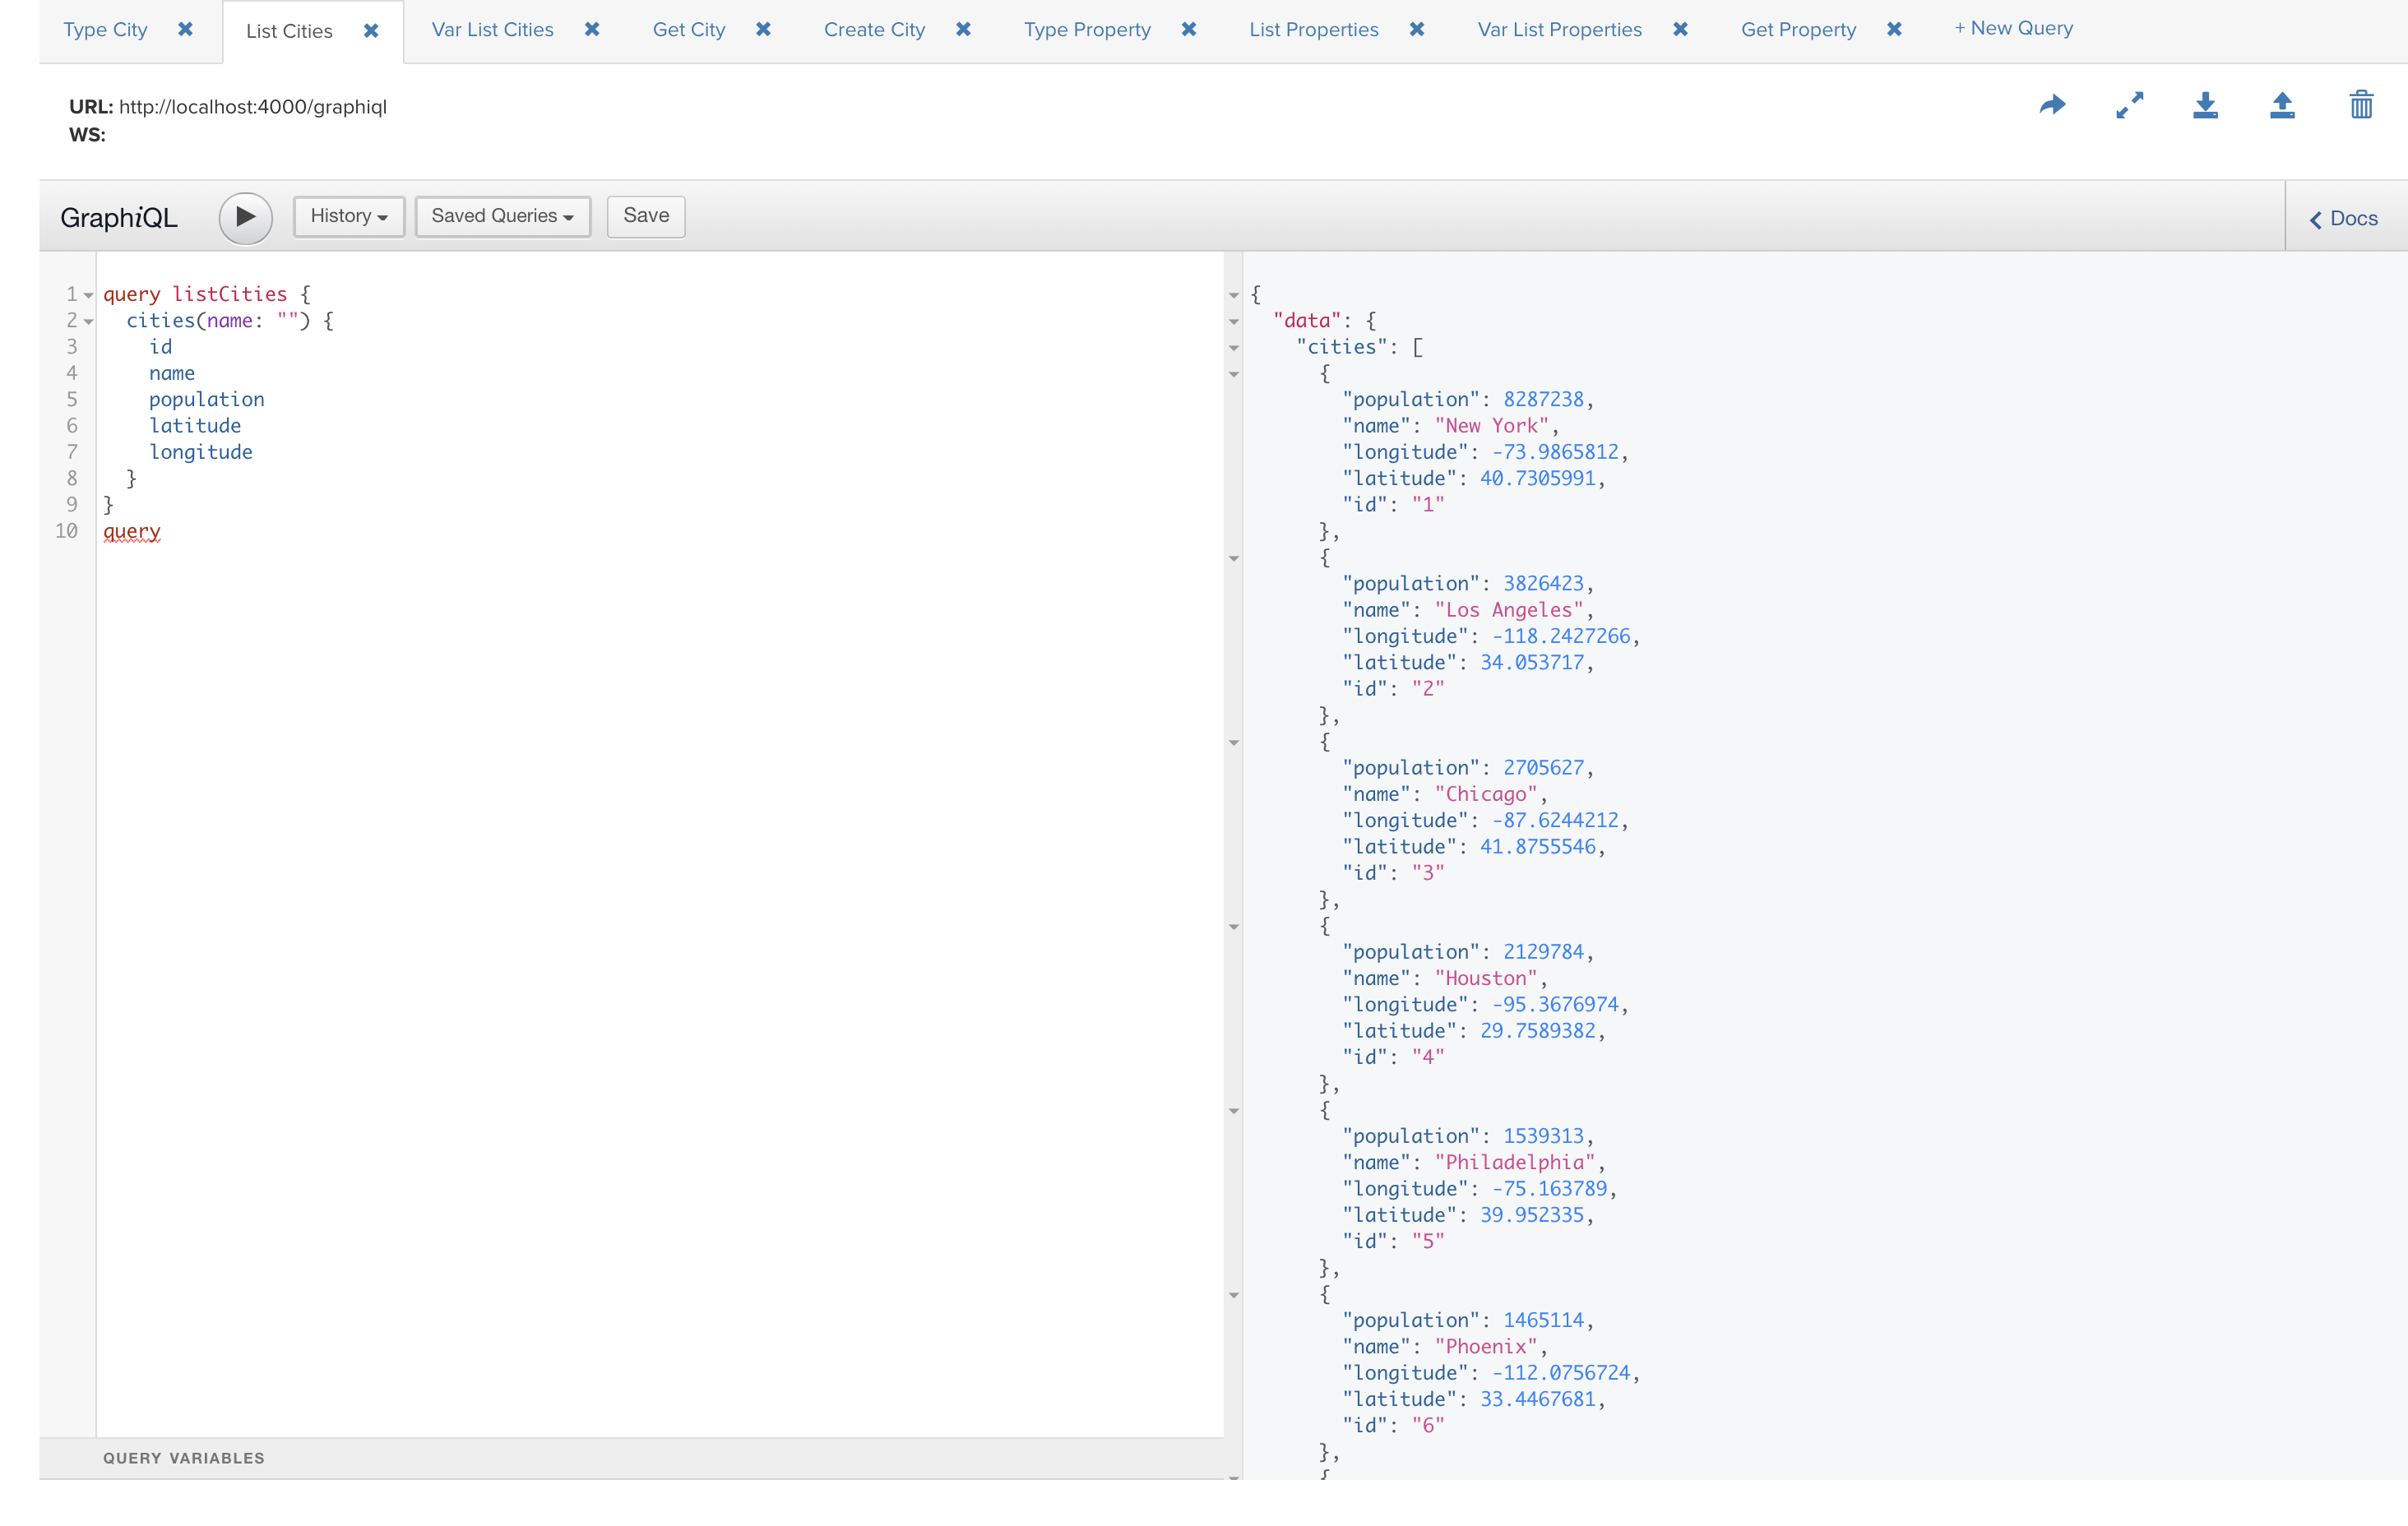 Type City ✖ List Cities ✖ Var List Cities ✖ Get City ✖ Create City ✖ Type Property ✖ List Properties ✖ Var List Properties ✖ Get Property ✖ + New Query
URL: http://localhost:4000/graphiql
WS:
GraphiQL History Saved Queries Save Docs
1 query listCities {
2 cities(name: "") {
3 id
4 name
5 population
6 latitude
7 longitude
8 }
9 }
10 query
QUERY VARIABLES
{
"data": {
"cities": [
{
"population": 8287238,
"name": "New York",
"longitude": -73.9865812,
"latitude": 40.7305991,
"id": "1"
},
{
"population": 3826423,
"name": "Los Angeles",
"longitude": -118.2427266,
"latitude": 34.053717,
"id": "2"
},
{
"population": 2705627,
"name": "Chicago",
"longitude": -87.6244212,
"latitude": 41.8755546,
"id": "3"
},
{
"population": 2129784,
"name": "Houston",
"longitude": -95.3676974,
"latitude": 29.7589382,
"id": "4"
},
{
"population": 1539313,
"name": "Philadelphia",
"longitude": -75.163789,
"latitude": 39.952335,
"id": "5"
},
{
"population": 1465114,
"name": "Phoenix",
"longitude": -112.0756724,
"latitude": 33.4467681,
"id": "6"
},
{